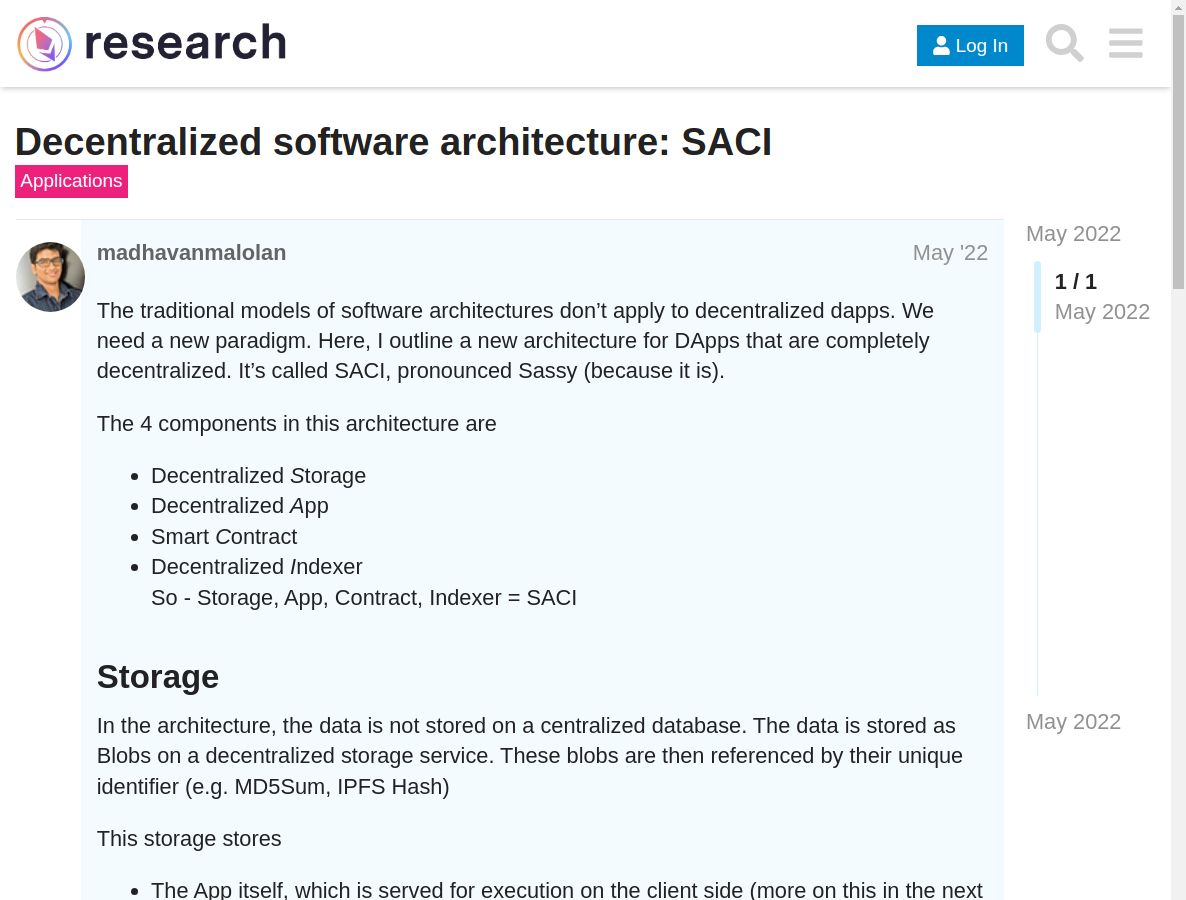 research
Log In
Decentralized software architecture: SACI
Applications
madhavanmalolan
May '22
The traditional models of software architectures don’t apply to decentralized dapps. We
need a new paradigm. Here, I outline a new architecture for DApps that are completely
decentralized. It’s called SACI, pronounced Sassy (because it is).
The 4 components in this architecture are
• Decentralized Storage
• Decentralized App
• Smart Contract
• Decentralized Indexer
So - Storage, App, Contract, Indexer = SACI
Storage
In the architecture, the data is not stored on a centralized database. The data is stored as
Blobs on a decentralized storage service. These blobs are then referenced by their unique
identifier (e.g. MD5Sum, IPFS Hash)
This storage stores
• The App itself, which is served for execution on the client side (more on this in the next
May 2022
1 / 1
May 2022
May 2022